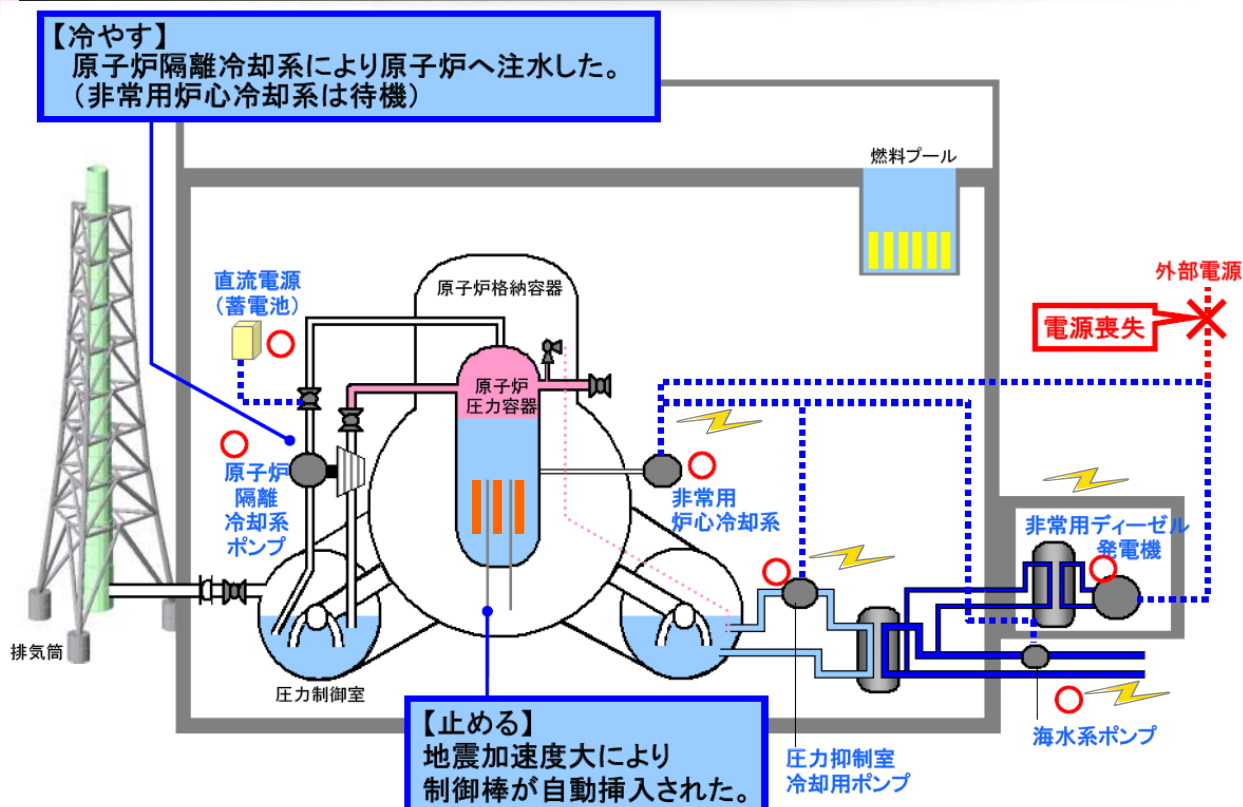 【冷やす】
原子炉隔離冷却系により原子炉へ注水した。
（非常用炉心冷却系は待機）
燃料プール
外部電源
電源喪失
直流電源
（蓄電池）
原子炉格納容器
原子炉
圧力容器
原子炉
隔離
冷却系
ポンプ
非常用
炉心冷却系
非常用ディーゼル
発電機
排気筒
圧力制御室
【止める】
地震加速度大により
制御棒が自動挿入された。
圧力抑制室
冷却用ポンプ
海水系ポンプ